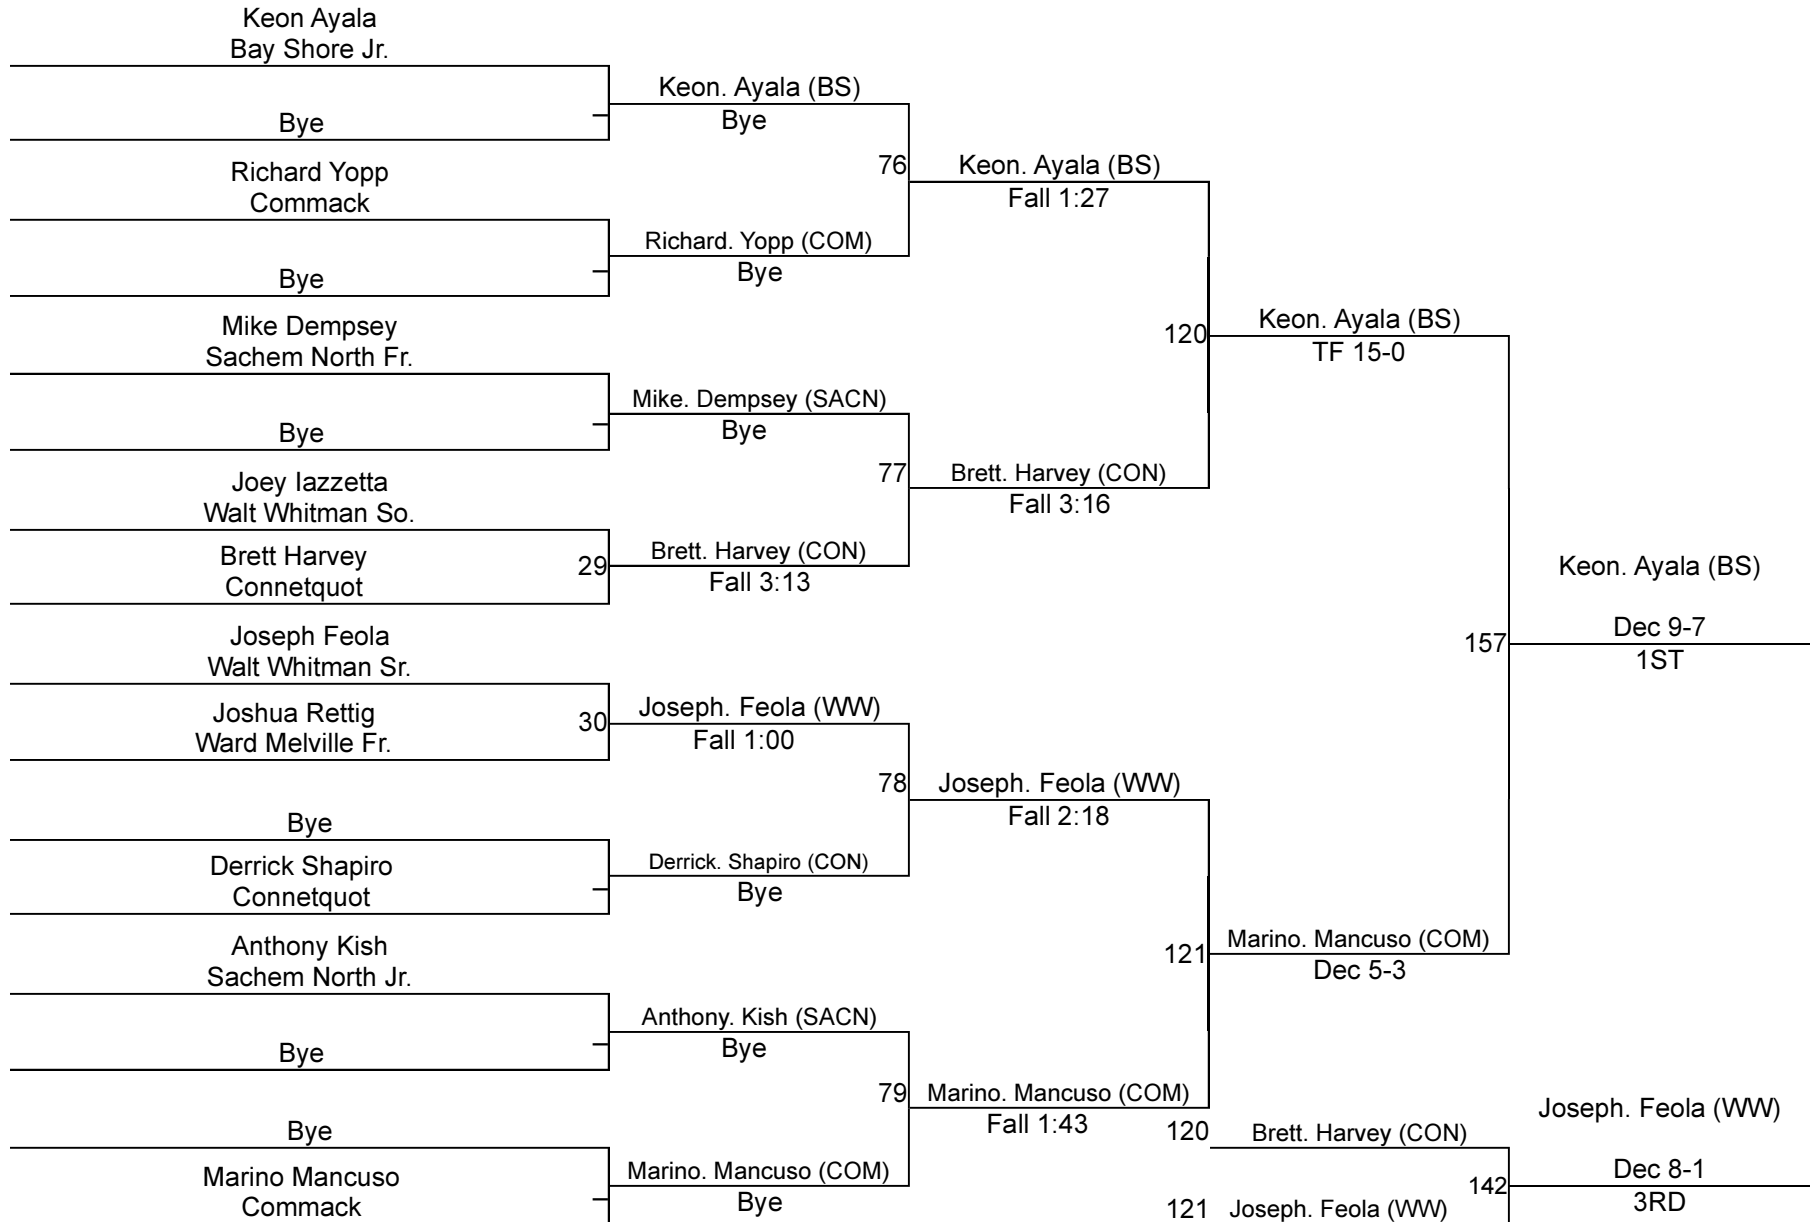 Keon Ayala
Bay Shore Jr.
Bye
Richard Yopp
Commack
Bye
Mike Dempsey
Sachem North Fr.
Bye
Joey Iazzetta
Walt Whitman So.
Brett Harvey
Connetquot
29
Joseph Feola
Walt Whitman Sr.
Joshua Rettig
Ward Melville Fr.
30
Bye
Derrick Shapiro
Connetquot
Anthony Kish
Sachem North Jr.
Bye
Bye
Marino Mancuso
Commack
Keon. Ayala (BS)
Bye
76
Richard. Yopp (COM)
Bye
Mike. Dempsey (SACN)
Bye
77
Brett. Harvey (CON)
Fall 3:13
Joseph. Feola (WW)
Fall 1:00
78
Derrick. Shapiro (CON)
Bye
Anthony. Kish (SACN)
Bye
79
Marino. Mancuso (COM)
Bye
Keon. Ayala (BS)
Fall 1:27
120
Brett. Harvey (CON)
Fall 3:16
Joseph. Feola (WW)
Fall 2:18
121
Marino. Mancuso (COM)
Fall 1:43
Keon. Ayala (BS)
TF 15-0
157
Marino. Mancuso (COM)
Dec 5-3
Keon. Ayala (BS)
Dec 9-7
1ST
120
Brett. Harvey (CON)
142
121
Joseph. Feola (WW)
Joseph. Feola (WW)
Dec 8-1
3RD